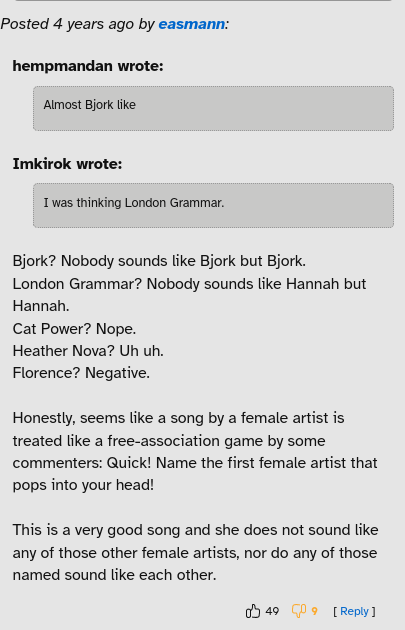 Posted 4 years ago by easmann:
hempmandan wrote:
Almost Bjork like
Imkirok wrote:
I was thinking London Grammar.
Bjork? Nobody sounds like Bjork but Bjork.
London Grammar? Nobody sounds like Hannah but
Hannah.
Cat Power? Nope.
Heather Nova? Uh uh.
Florence? Negative.
Honestly, seems like a song by a female artist is
treated like a free-association game by some
commenters: Quick! Name the first female artist that
pops into your head!
This is a very good song and she does not sound like
any of those other female artists, nor do any of those
named sound like each other.
49 9 [ Reply ]